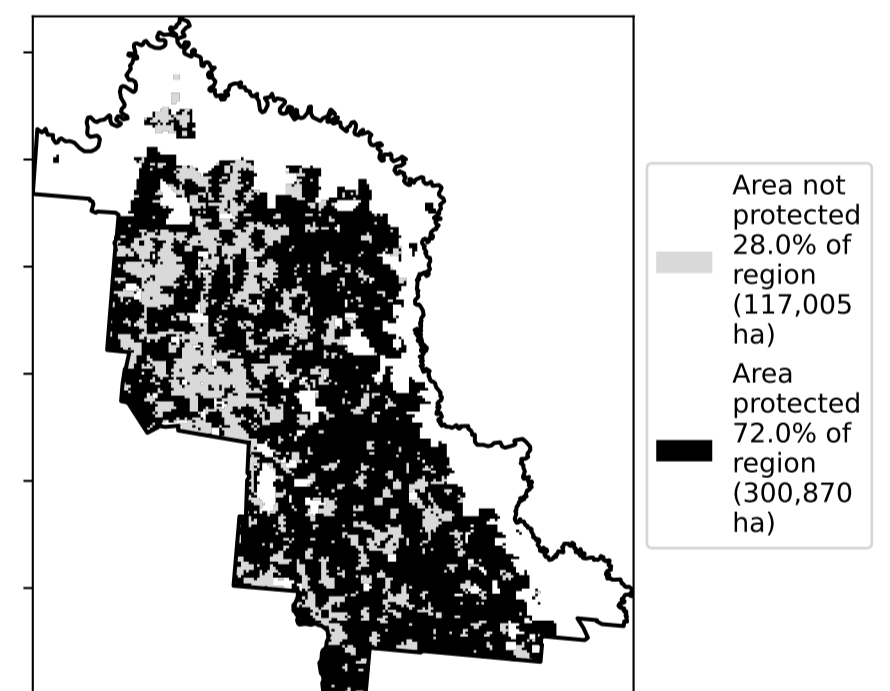 Area not
protected
28.0% of
region
(117,005
ha)
Area
protected
72.0% of
region
(300,870
ha)